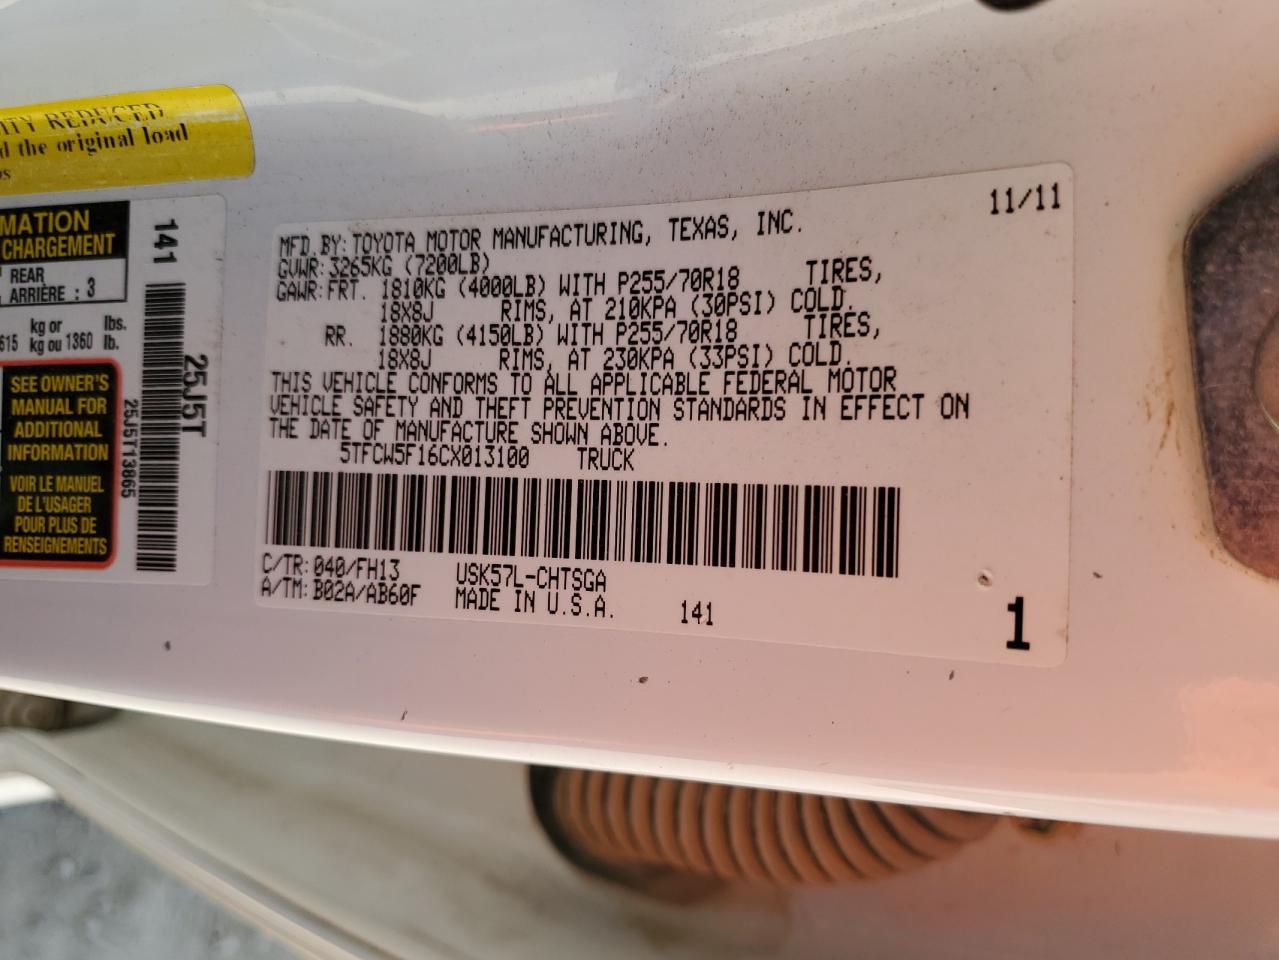 ITY REDUCED
d the original load
os
MATION
CHARGEMENT
REAR
ARRIÈRE : 3
615 kg or kg ou 1360 lbs. lb.
SEE OWNER'S
MANUAL FOR
ADDITIONAL
INFORMATION
VOIR LE MANUEL
DE L'USAGER
POUR PLUS DE
RENSEIGNEMENTS
141
25J5T
25J5T13865
11/11
MFD.BY:TOYOTA MOTOR MANUFACTURING, TEXAS, INC.
GVWR:3265KG (7200LB)
GAWR:FRT. 1810KG (4000LB) WITH P255/70R18 TIRES,
18X8J RIMS, AT 210KPA (30PSI) COLD.
RR. 1880KG (4150LB) WITH P255/70R18 TIRES,
18X8J RIMS, AT 230KPA (33PSI) COLD.
THIS VEHICLE CONFORMS TO ALL APPLICABLE FEDERAL MOTOR
VEHICLE SAFETY AND THEFT PREVENTION STANDARDS IN EFFECT ON
THE DATE OF MANUFACTURE SHOWN ABOVE.
5TFCW5F16CX013100 TRUCK
C/TR:040/FH13 USK57L-CHTSGA
A/TM:B02A/AB60F MADE IN U.S.A. 141
1